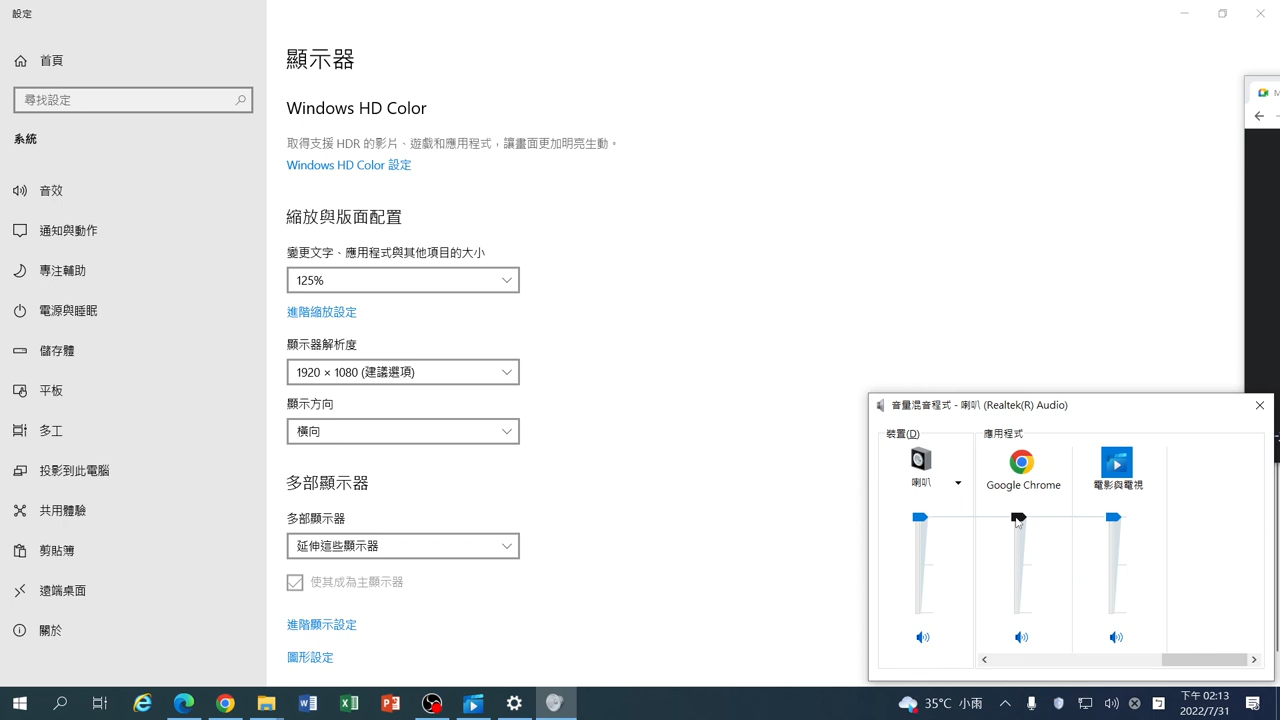 設定
首頁
尋找設定
系統
音效
通知與動作
專注輔助
電源與睡眠
儲存體
平板
多工
投影到此電腦
共用體驗
剪貼簿
遠端桌面
關於
顯示器
Windows HD Color
取得支援 HDR 的影片、遊戲和應用程式，讓畫面更加明亮生動。
Windows HD Color 設定
縮放與版面配置
變更文字、應用程式與其他項目的大小
125%
進階縮放設定
顯示器解析度
1920 × 1080 (建議選項)
顯示方向
橫向
多部顯示器
多部顯示器
延伸這些顯示器
使其成為主顯示器
進階顯示設定
圖形設定
M
音量混音程式 - 喇叭 (Realtek(R) Audio)
裝置(D)
應用程式
喇叭
Google Chrome
電影與電視
35°C 小雨
下午 02:13
2022/7/31